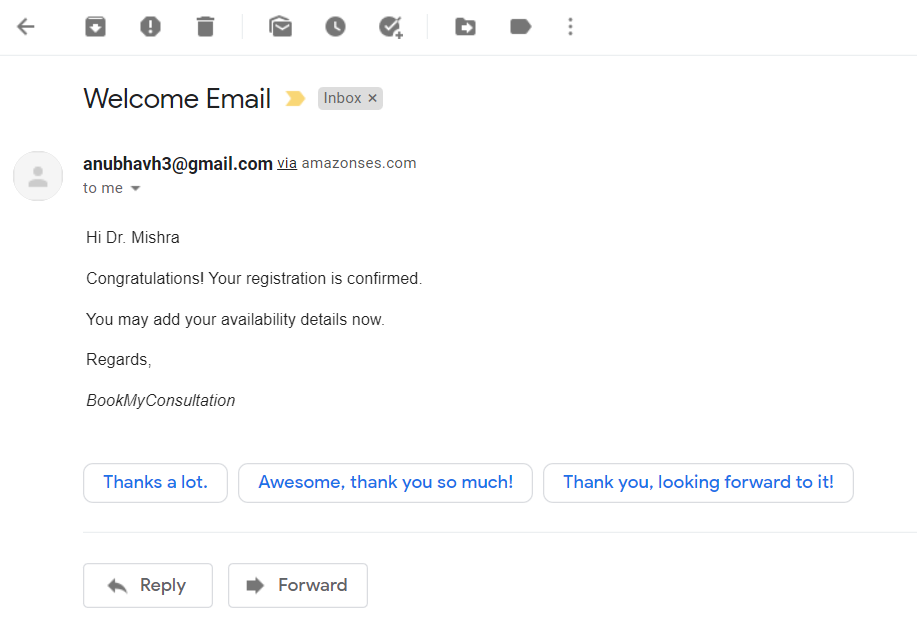 Welcome Email Inbox ×
anubhavh3@gmail.com via amazonses.com
to me
Hi Dr. Mishra
Congratulations! Your registration is confirmed.
You may add your availability details now.
Regards,
BookMyConsultation
Thanks a lot. Awesome, thank you so much! Thank you, looking forward to it!
Reply Forward